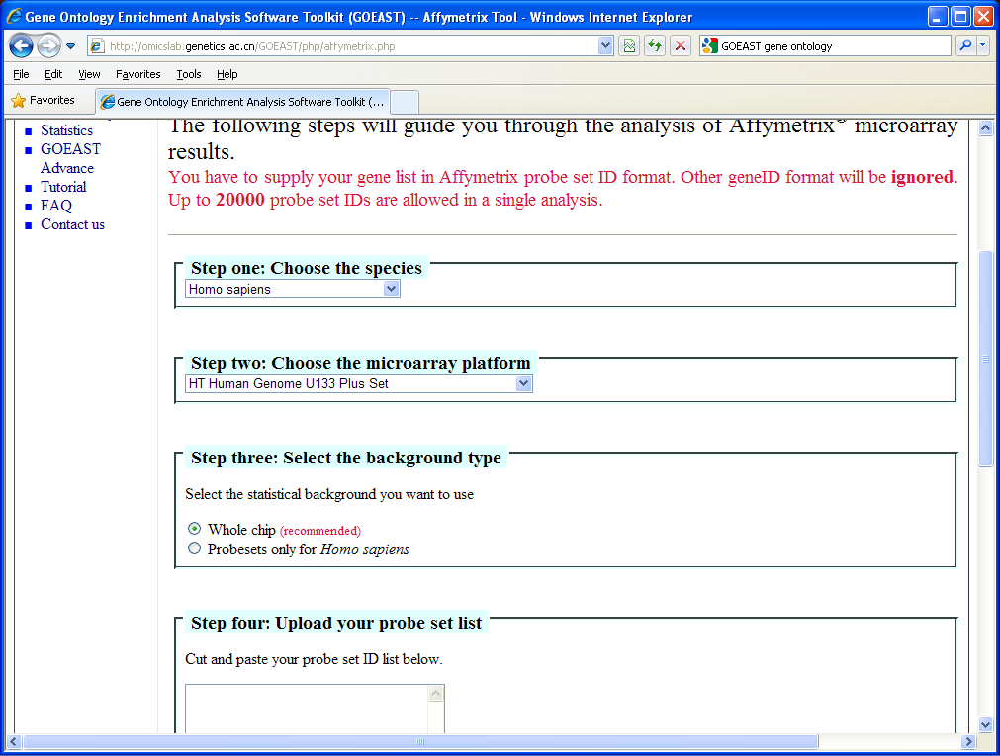 Gene Ontology Enrichment Analysis Software Toolkit (GOEAST) -- Affymetrix Tool - Windows Internet Explorer
http://omicslab.genetics.ac.cn/GOEAST/php/affymetrix.php
GOEAST gene ontology
File Edit View Favorites Tools Help
Favorites
Gene Ontology Enrichment Analysis Software Toolkit (...
Statistics
GOEAST
Advance
Tutorial
FAQ
Contact us
The following steps will guide you through the analysis of Affymetrix® microarray
results.
You have to supply your gene list in Affymetrix probe set ID format. Other geneID format will be ignored.
Up to 20000 probe set IDs are allowed in a single analysis.
Step one: Choose the species
Homo sapiens
Step two: Choose the microarray platform
HT Human Genome U133 Plus Set
Step three: Select the background type
Select the statistical background you want to use
Whole chip (recommended)
Probesets only for Homo sapiens
Step four: Upload your probe set list
Cut and paste your probe set ID list below.